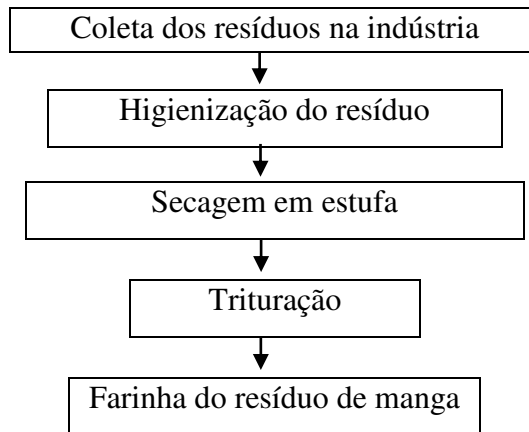 Coleta dos resíduos na indústria
Higienização do resíduo
Secagem em estufa
Trituração
Farinha do resíduo de manga